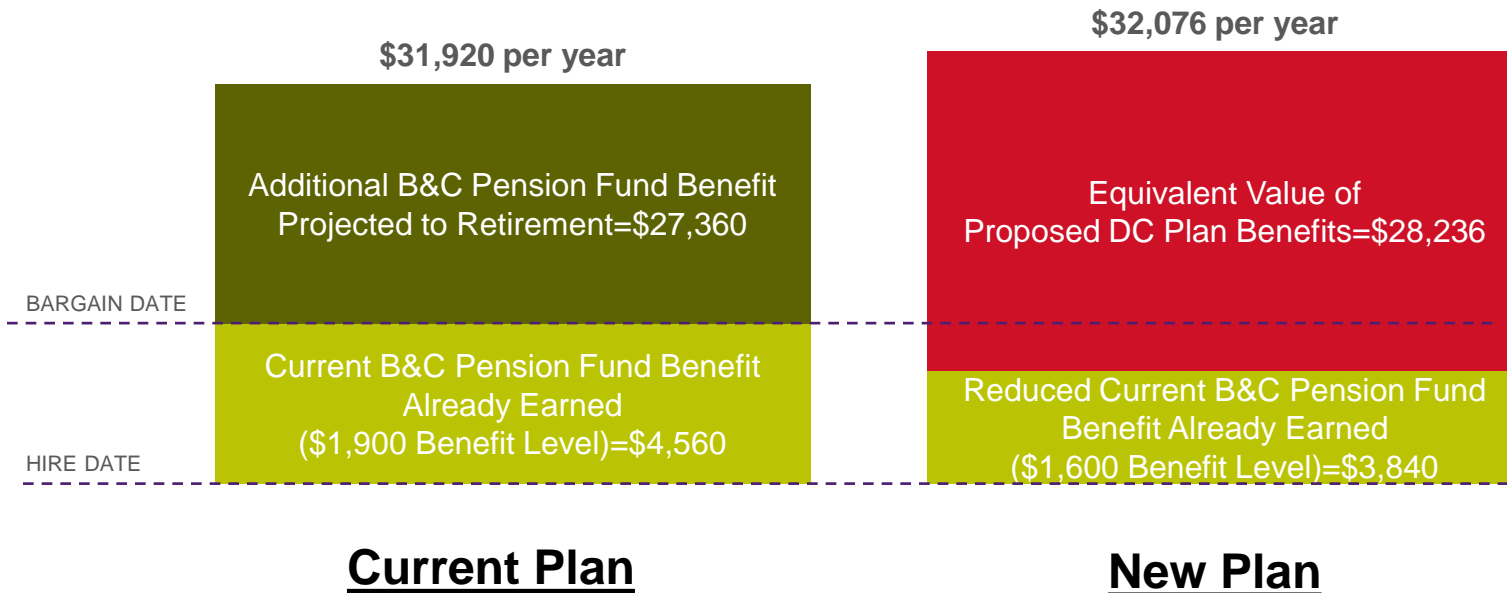 $31,920 per year
Additional B&C Pension Fund Benefit
Projected to Retirement=$27,360
BARGAIN DATE
Current B&C Pension Fund Benefit
Already Earned
($1,900 Benefit Level)=$4,560
HIRE DATE
Current Plan
$32,076 per year
Equivalent Value of
Proposed DC Plan Benefits=$28,236
Reduced Current B&C Pension Fund
Benefit Already Earned
($1,600 Benefit Level)=$3,840
New Plan